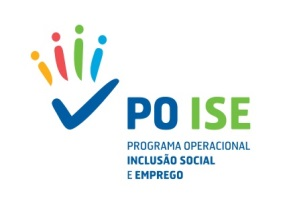 PO ISE
PROGRAMA OPERACIONAL
INCLUSÃO SOCIAL
E EMPREGO